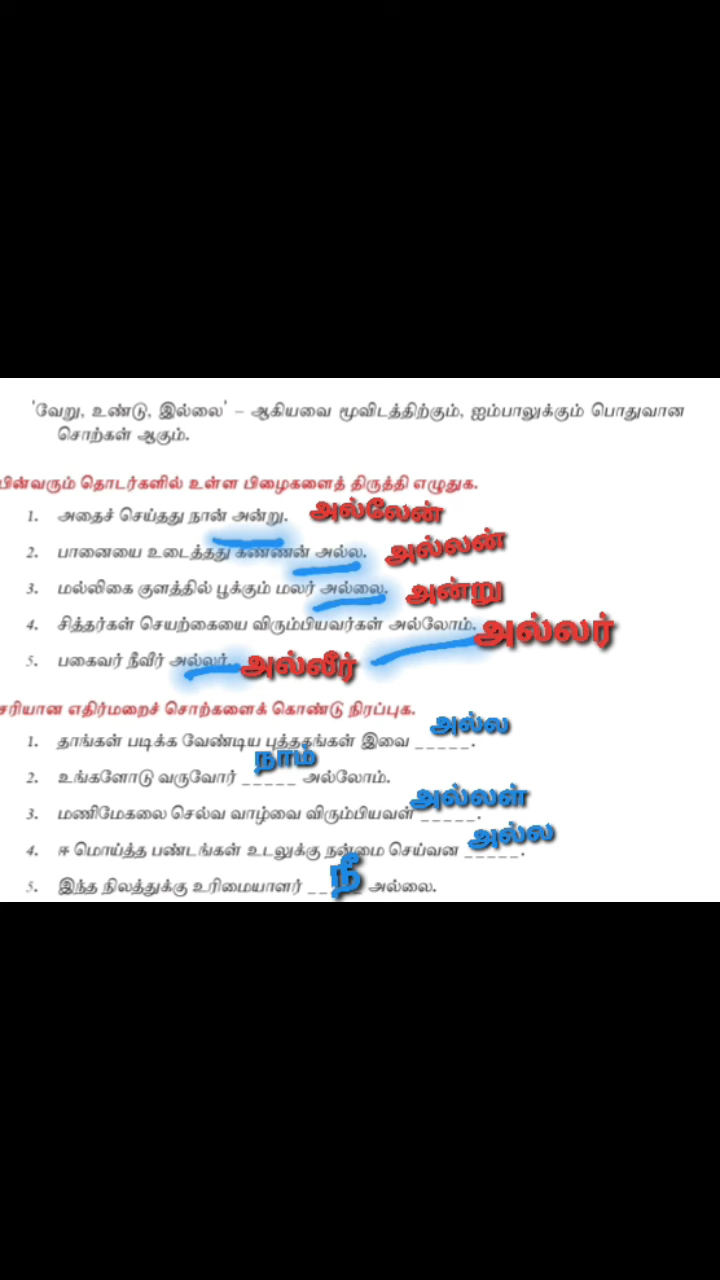 'வேறு, உண்டு, இல்லை' – ஆகியவை மூவிடத்திற்கும், ஐம்பாலுக்கும் பொதுவான
சொற்கள் ஆகும்.
பின்வரும் தொடர்களில் உள்ள பிழைகளைத் திருத்தி எழுதுக.
1. அதைச் செய்தது நான் அன்று. அல்லேன்
2. பானையை உடைத்தது கண்ணன் அல்ல. அல்லன்
3. மல்லிகை குளத்தில் பூக்கும் மலர் அல்லை. அன்று
4. சித்தர்கள் செயற்கையை விரும்பியவர்கள் அல்லோம். அல்லர்
5. பகைவர் நீவீர் அல்லர். அல்லீர்
சரியான எதிர்மறைச் சொற்களைக் கொண்டு நிரப்புக.
1. தாங்கள் படிக்க வேண்டிய புத்தகங்கள் இவை அல்ல _____.
2. உங்களோடு வருவோர் நாம் _____ அல்லோம்.
3. மணிமேகலை செல்வ வாழ்வை விரும்பியவள் அல்லள் _____.
4. ஈ மொய்த்த பண்டங்கள் உடலுக்கு நன்மை செய்வன அல்ல _____.
5. இந்த நிலத்துக்கு உரிமையாளர் __ நீ அல்லை.